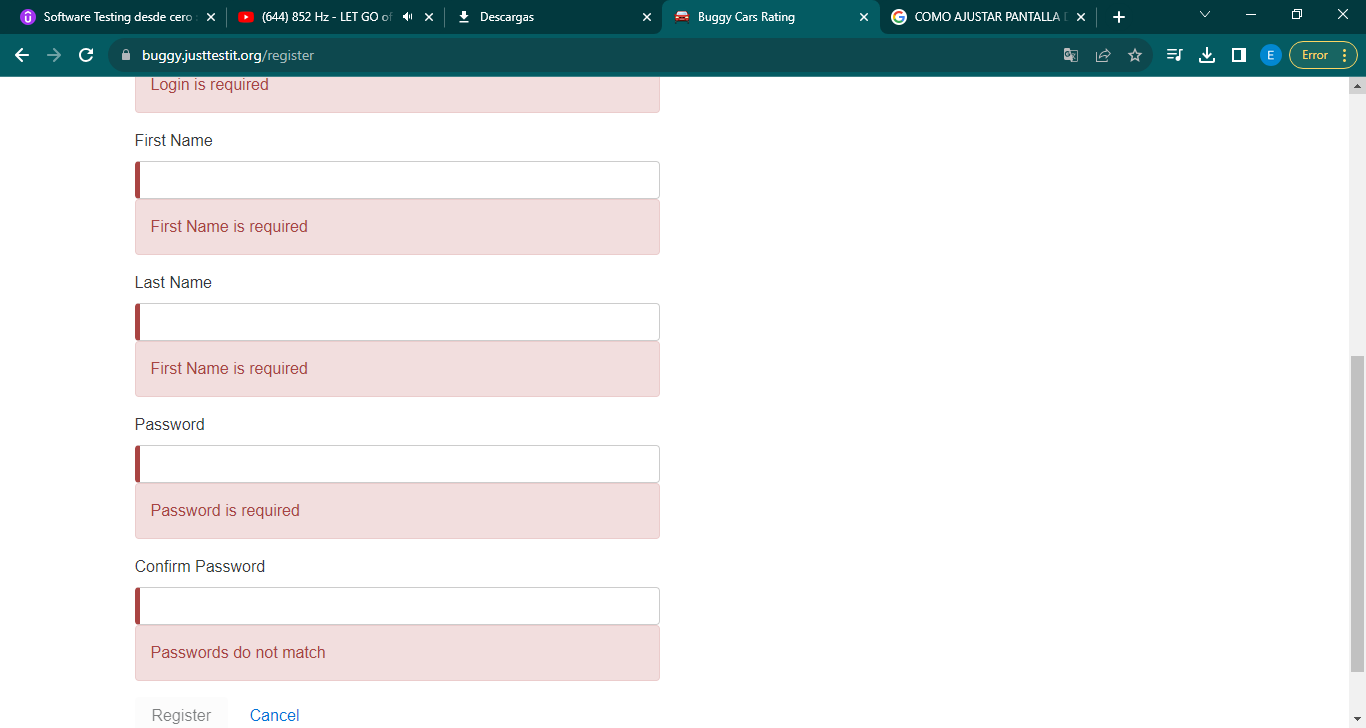 Software Testing desde cero
(644) 852 Hz - LET GO of
Descargas
Buggy Cars Rating
COMO AJUSTAR PANTALLA
buggy.justtestit.org/register
E
Error
Login is required
First Name
First Name is required
Last Name
First Name is required
Password
Password is required
Confirm Password
Passwords do not match
Register Cancel